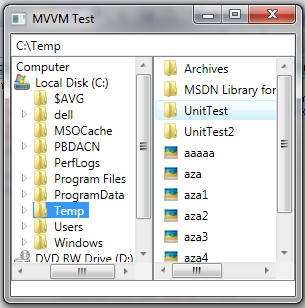 MVVM Test
C:\Temp
Computer
Local Disk (C:)
$AVG
dell
MSOCache
PBDACN
PerfLogs
Program Files
ProgramData
Temp
Users
Windows
DVD RW Drive (D:)
Archives
MSDN Library for
UnitTest
UnitTest2
aaaaa
aza
aza1
aza2
aza3
aza4